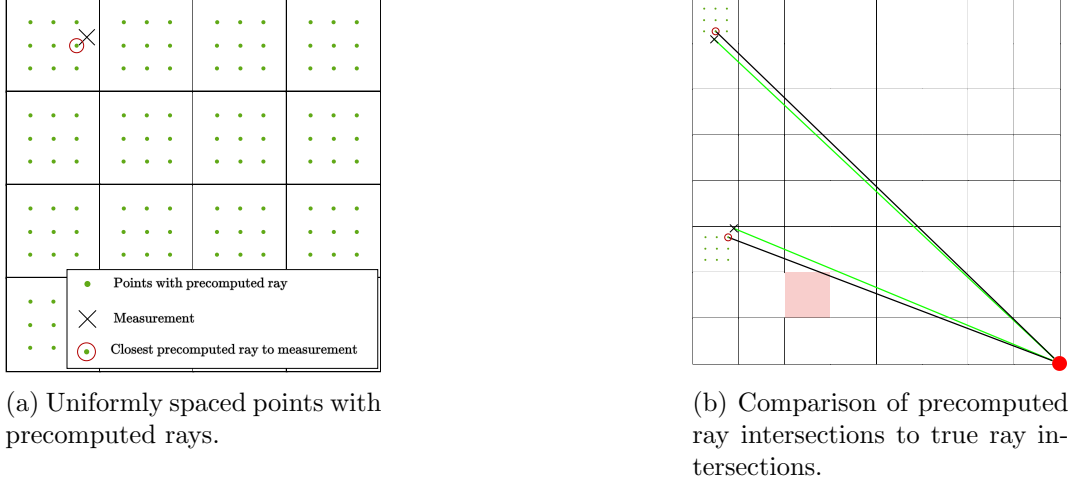 Points with precomputed ray
Measurement
Closest precomputed ray to measurement
(a) Uniformly spaced points with
precomputed rays.
(b) Comparison of precomputed
ray intersections to true ray in-
tersections.